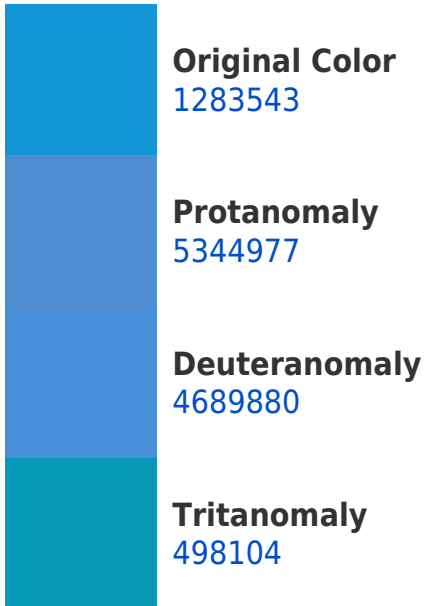 Original Color
1283543
Protanomaly
5344977
Deuteranomaly
4689880
Tritanomaly
498104